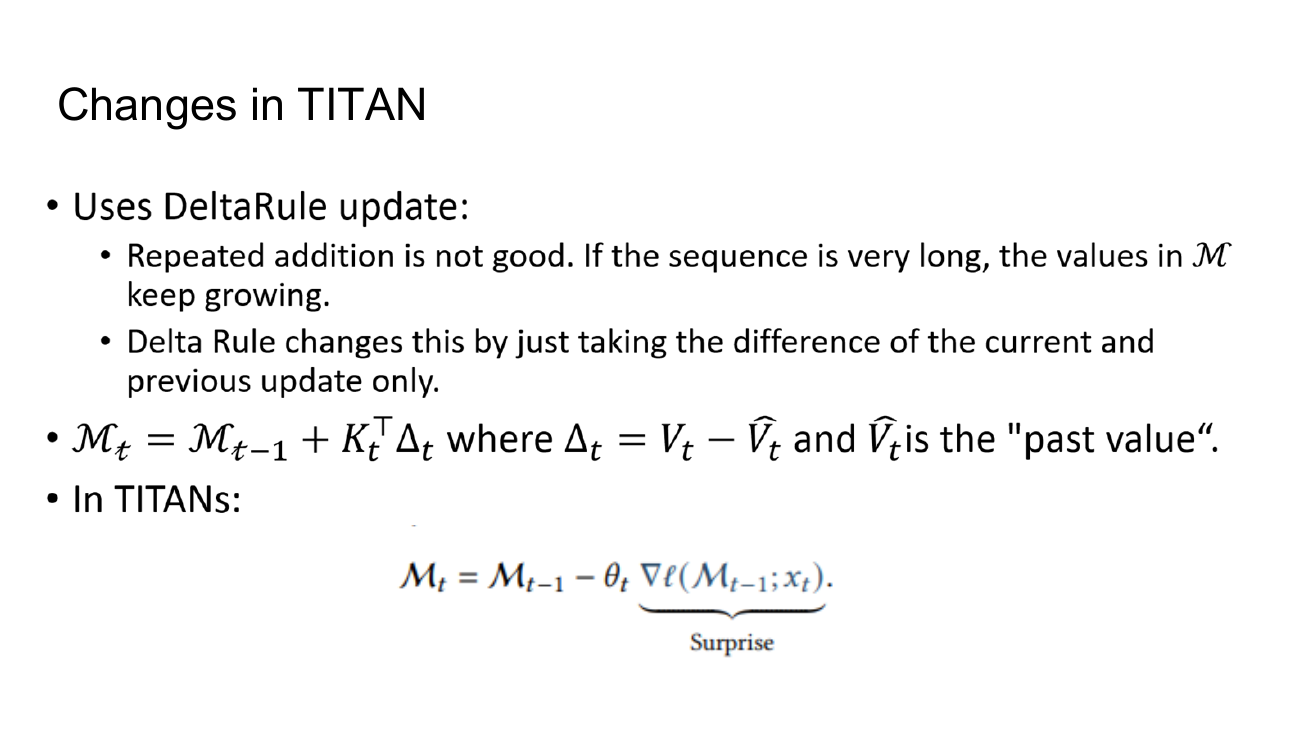 Changes in TITAN
• Uses DeltaRule update:
• Repeated addition is not good. If the sequence is very long, the values in ℳ
keep growing.
• Delta Rule changes this by just taking the difference of the current and
previous update only.
• ℳ_t = ℳ_{t−1} + K_t^⊤ Δ_t where Δ_t = V_t − V̂_t and V̂_t is the "past value“.
• In TITANs:
ℳ_t = ℳ_{t−1} − θ_t ∇ℓ(ℳ_{t−1}; x_t).
Surprise